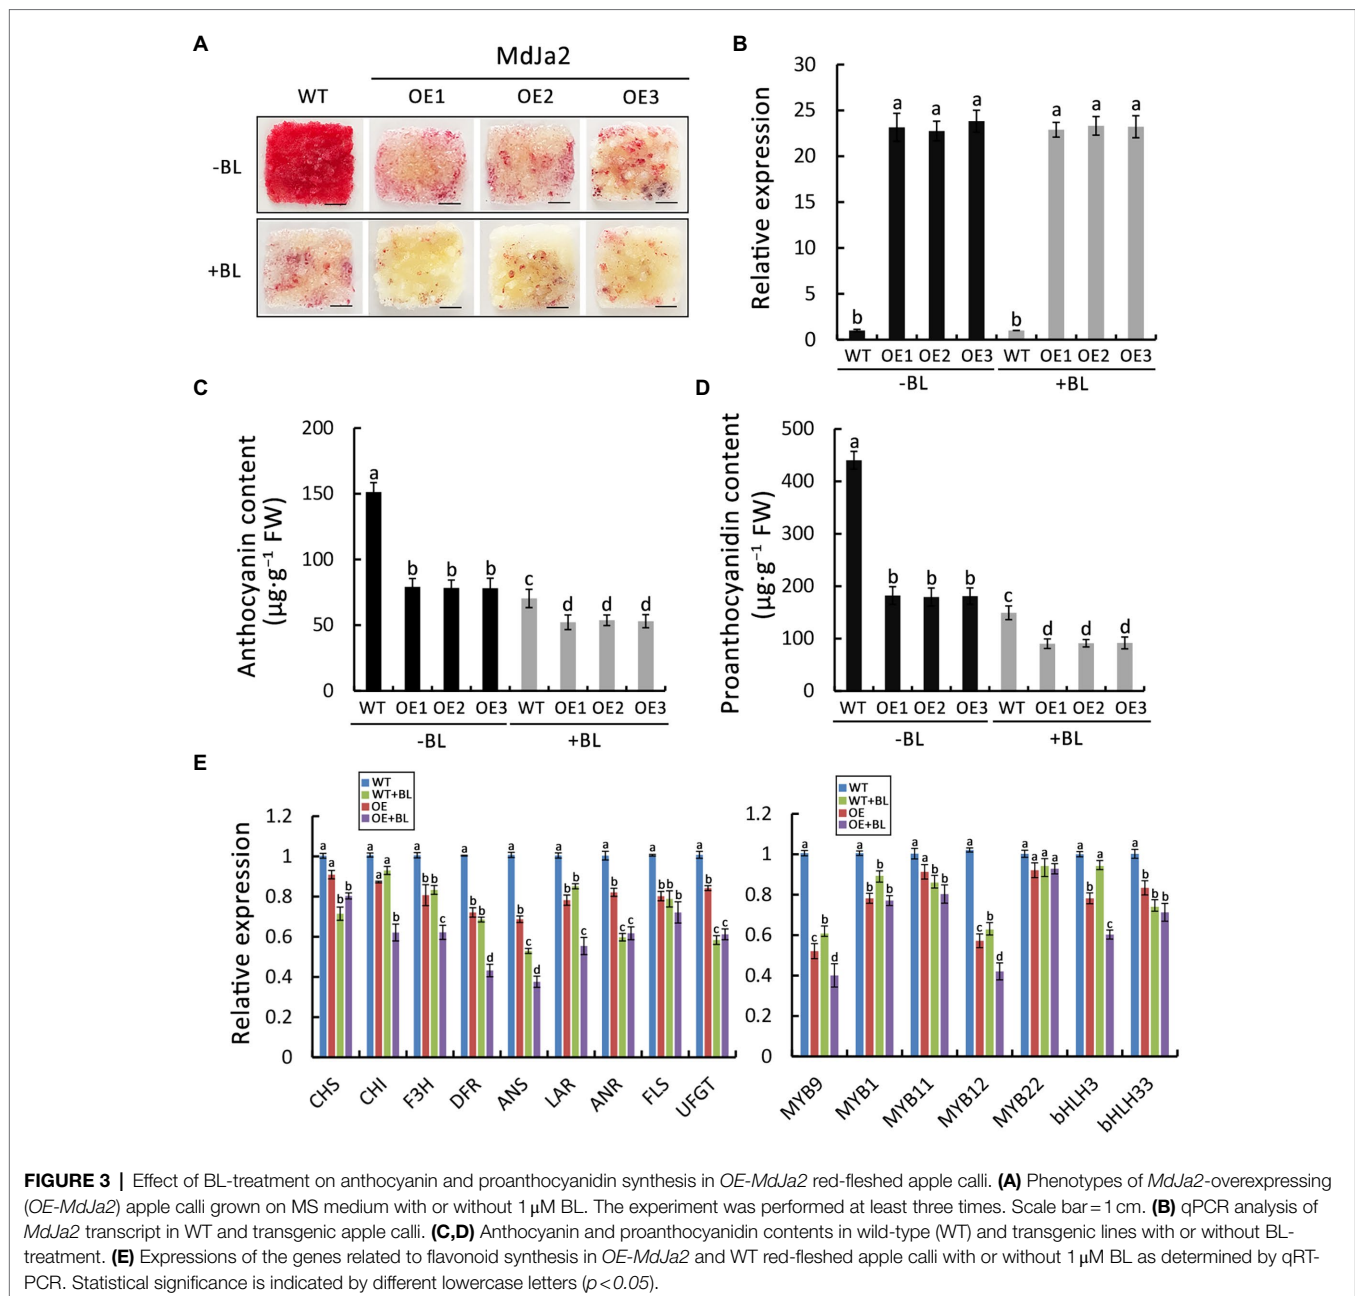 A
MdJa2
WT OE1 OE2 OE3
-BL
+BL
B
Relative expression
30
25
20
15
10
5
0
b a a a b a a a
WT OE1 OE2 OE3 WT OE1 OE2 OE3
-BL +BL
C
Anthocyanin content
(µg·g⁻¹ FW)
200
150
100
50
0
a b b b c d d d
WT OE1 OE2 OE3 WT OE1 OE2 OE3
-BL +BL
D
Proanthocyanidin content
(µg·g⁻¹ FW)
500
400
300
200
100
0
a b b b c d d d
WT OE1 OE2 OE3 WT OE1 OE2 OE3
-BL +BL
E
WT
WT+BL
OE
OE+BL
Relative expression
1.2
1
0.8
0.6
0.4
0.2
0
a a b b a a a b a b b c a b b d a b c d a b b c a b c c a b b b a b c c
CHS CHI F3H DFR ANS LAR ANR FLS UFGT
WT
WT+BL
OE
OE+BL
1.2
1
0.8
0.6
0.4
0.2
0
a c b d a b a b a a b b a c b d a a a a a b a c a b b b
MYB9 MYB1 MYB11 MYB12 MYB22 bHLH3 bHLH33
FIGURE 3 | Effect of BL-treatment on anthocyanin and proanthocyanidin synthesis in OE-MdJa2 red-fleshed apple calli. (A) Phenotypes of MdJa2-overexpressing
(OE-MdJa2) apple calli grown on MS medium with or without 1 μM BL. The experiment was performed at least three times. Scale bar = 1 cm. (B) qPCR analysis of
MdJa2 transcript in WT and transgenic apple calli. (C,D) Anthocyanin and proanthocyanidin contents in wild-type (WT) and transgenic lines with or without BL-
treatment. (E) Expressions of the genes related to flavonoid synthesis in OE-MdJa2 and WT red-fleshed apple calli with or without 1 μM BL as determined by qRT-
PCR. Statistical significance is indicated by different lowercase letters (p < 0.05).